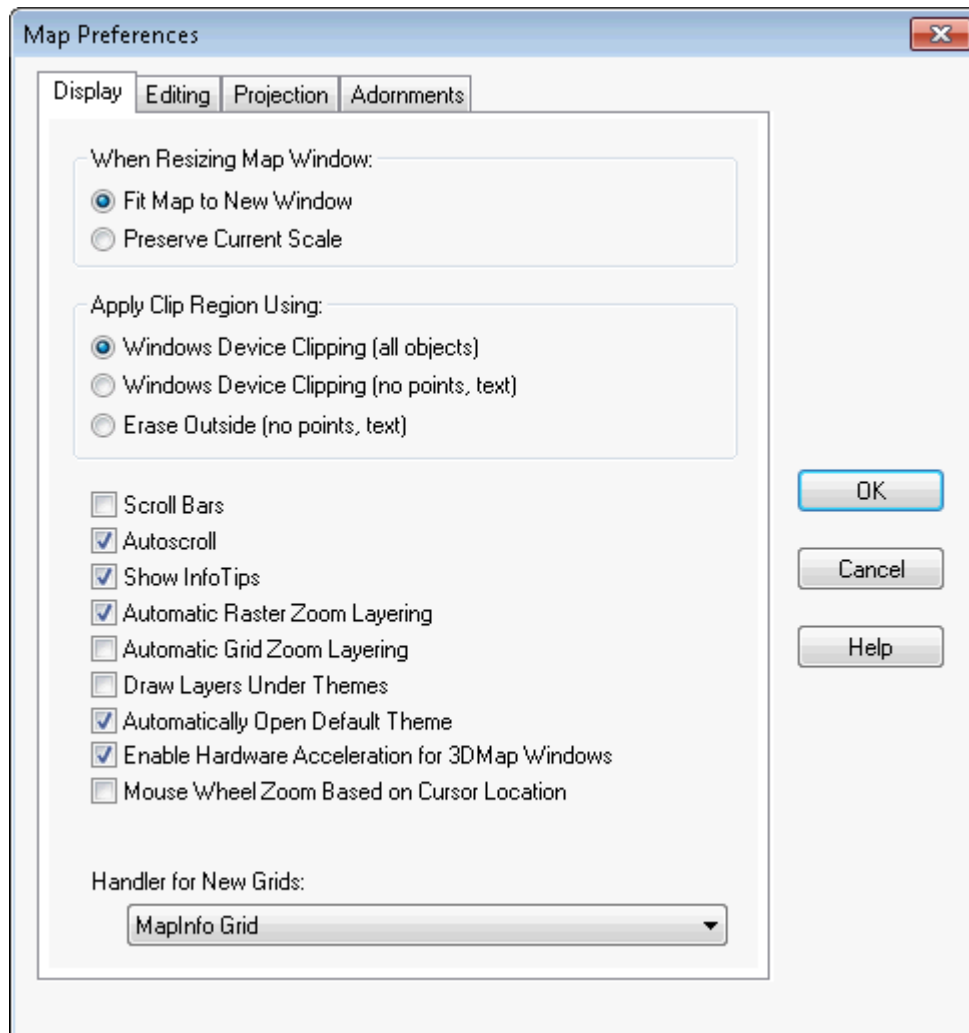 Map Preferences
Display Editing Projection Adornments
When Resizing Map Window:
Fit Map to New Window
Preserve Current Scale
Apply Clip Region Using:
Windows Device Clipping (all objects)
Windows Device Clipping (no points, text)
Erase Outside (no points, text)
Scroll Bars
Autoscroll
Show InfoTips
Automatic Raster Zoom Layering
Automatic Grid Zoom Layering
Draw Layers Under Themes
Automatically Open Default Theme
Enable Hardware Acceleration for 3DMap Windows
Mouse Wheel Zoom Based on Cursor Location
Handler for New Grids:
MapInfo Grid
OK
Cancel
Help